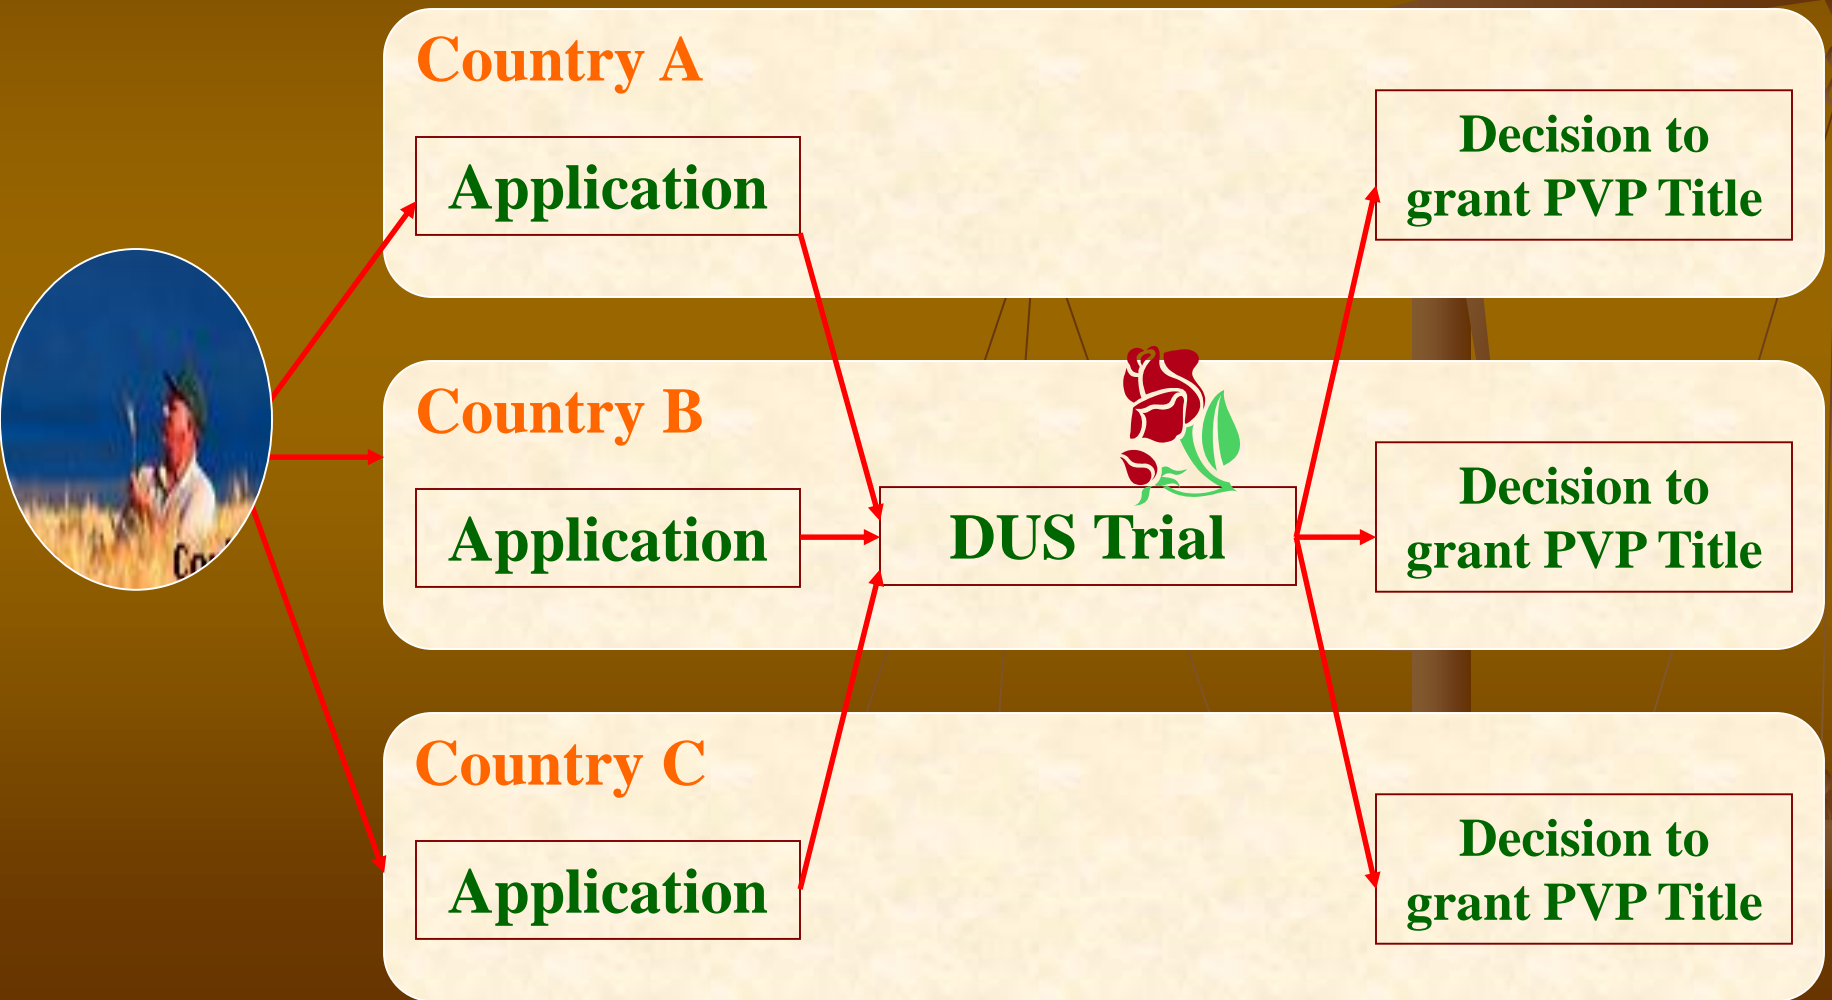 Country A
Application
Decision to
grant PVP Title
Country B
Application
DUS Trial
Decision to
grant PVP Title
Country C
Application
Decision to
grant PVP Title